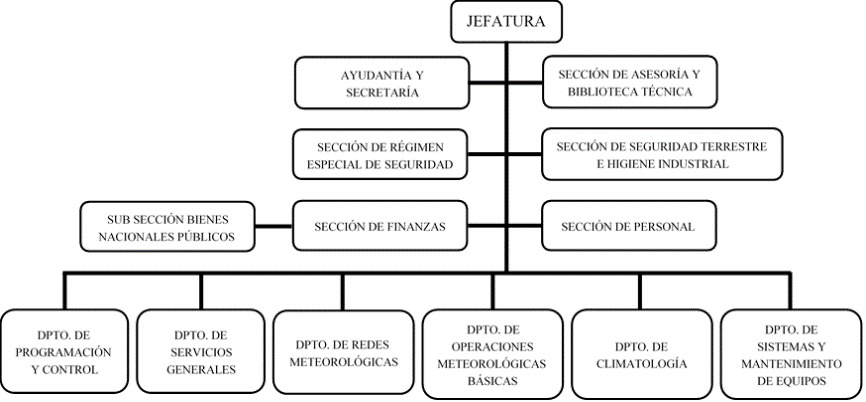 JEFATURA
AYUDANTÍA Y
SECRETARÍA
SECCIÓN DE ASESORÍA Y
BIBLIOTECA TÉCNICA
SECCIÓN DE RÉGIMEN
ESPECIAL DE SEGURIDAD
SECCIÓN DE SEGURIDAD TERRESTRE
E HIGIENE INDUSTRIAL
SUB SECCIÓN BIENES
NACIONALES PÚBLICOS
SECCIÓN DE FINANZAS
SECCIÓN DE PERSONAL
DPTO. DE
PROGRAMACIÓN
Y CONTROL
DPTO. DE
SERVICIOS
GENERALES
DPTO. DE REDES
METEOROLÓGICAS
DPTO. DE
OPERACIONES
METEOROLÓGICAS
BÁSICAS
DPTO. DE
CLIMATOLOGÍA
DPTO. DE
SISTEMAS Y
MANTENIMIENTO
DE EQUIPOS